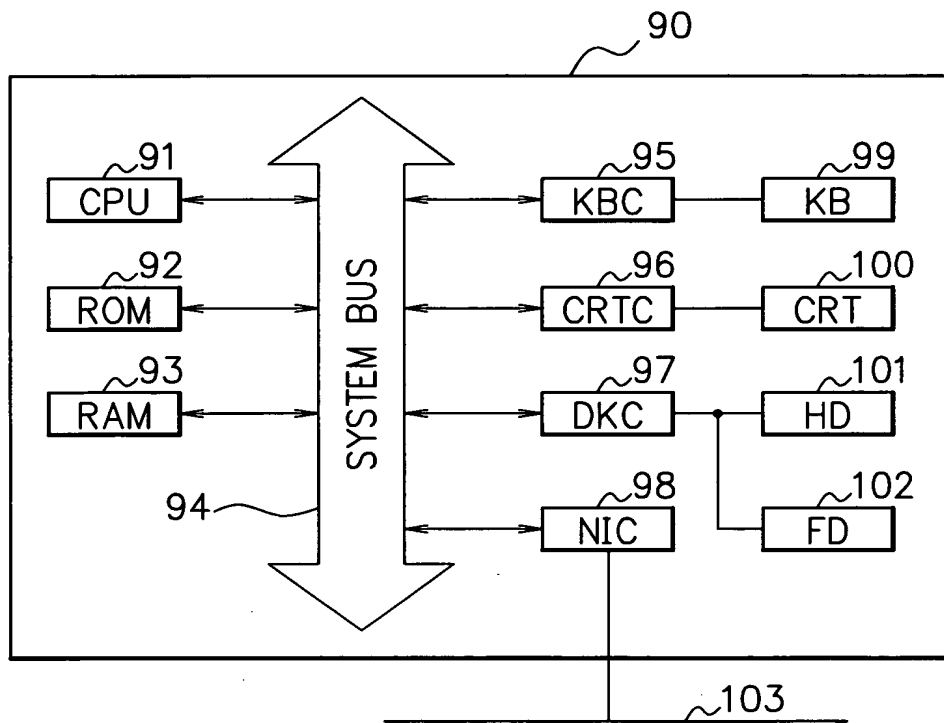 90
91
CPU
92
ROM
93
RAM
94
SYSTEM BUS
95
KBC
99
KB
96
CRTC
100
CRT
97
DKC
101
HD
98
NIC
102
FD
103